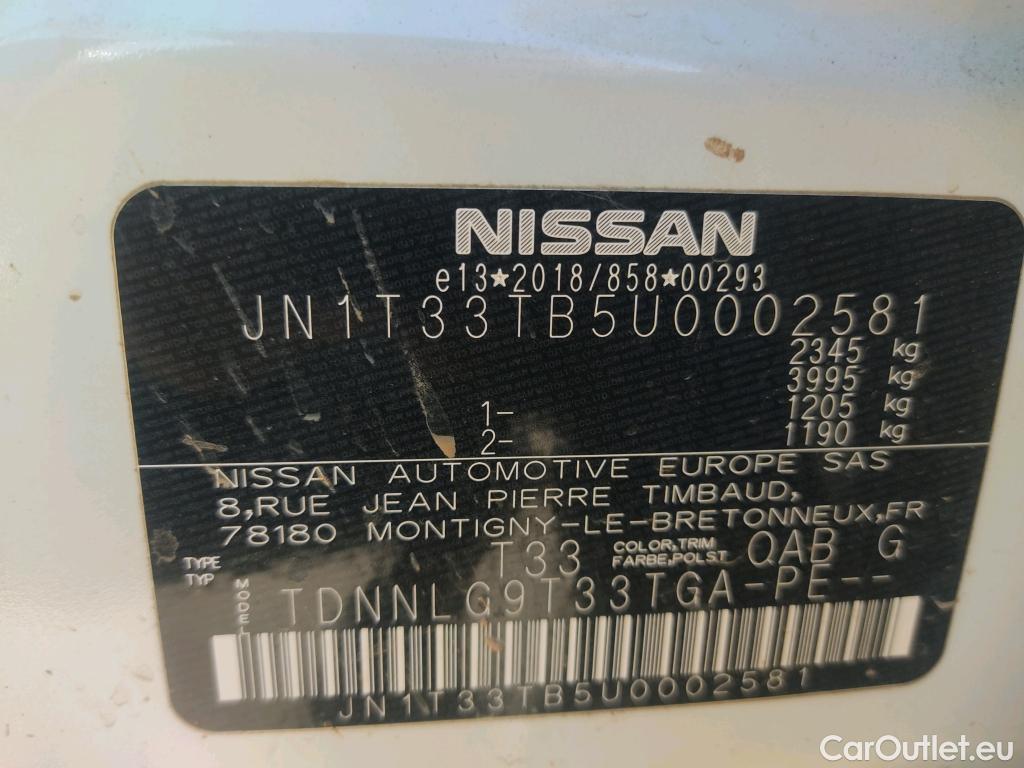 NISSAN
e13★2018/858★00293
JN1T33TB5U0002581
2345 kg
3995 kg
1- 1205 kg
2- 1190 kg
NISSAN AUTOMOTIVE EUROPE SAS
8,RUE JEAN PIERRE TIMBAUD,
78180 MONTIGNY-LE-BRETONNEUX,FR
TYPE TYP T33 COLOR,TRIM FARBE,POLST. QAB G
MODEL TDNNLG9T33TGA-PE--
JN1T33TB5U0002581
CarOutlet.eu